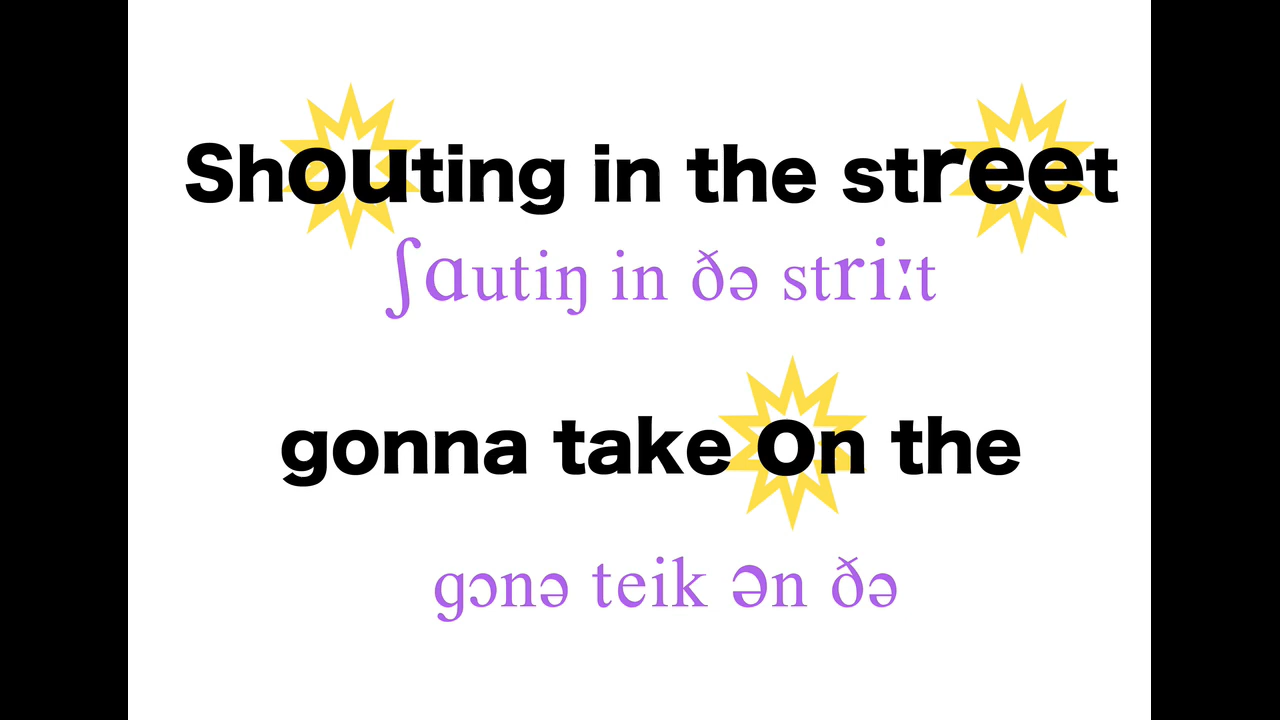 Shouting in the street
ʃɑutiŋ in ðə striːt
gonna take on the
gɔnə teik ən ðə